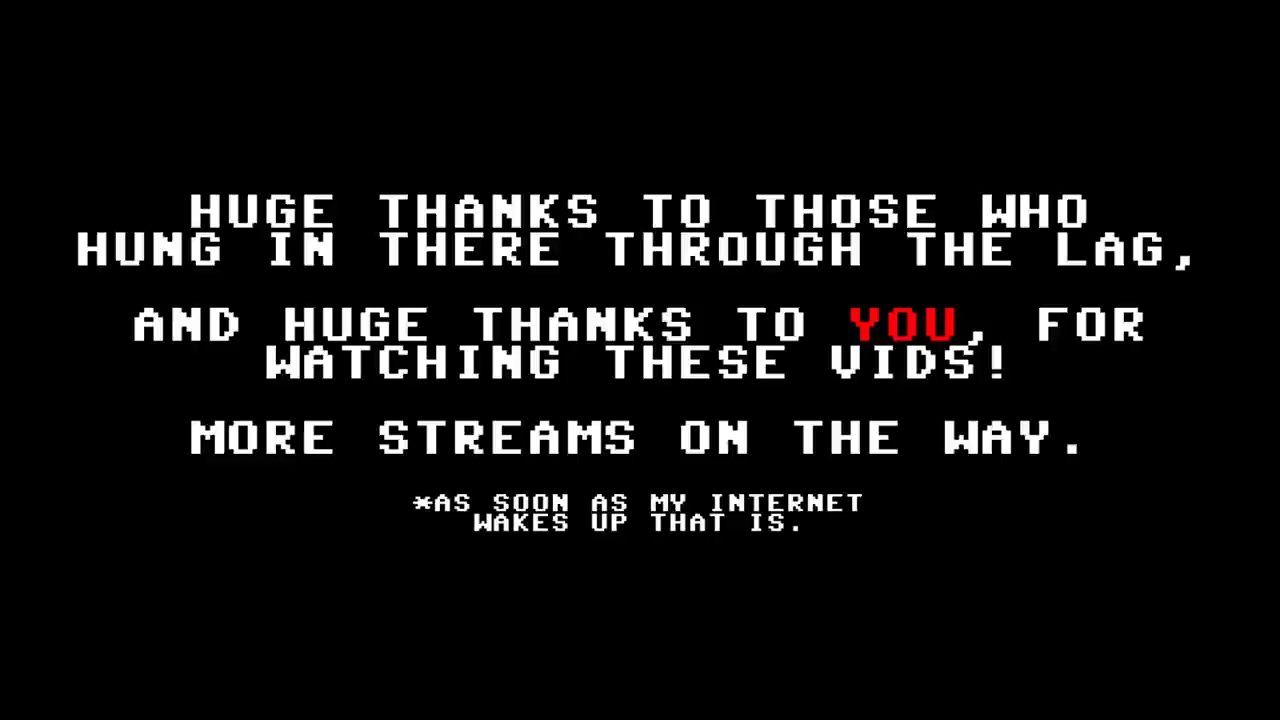 HUGE THANKS TO THOSE WHO
HUNG IN THERE THROUGH THE LAG,
AND HUGE THANKS TO YOU, FOR
WATCHING THESE VIDS!
MORE STREAMS ON THE WAY.
*AS SOON AS MY INTERNET
WAKES UP THAT IS.